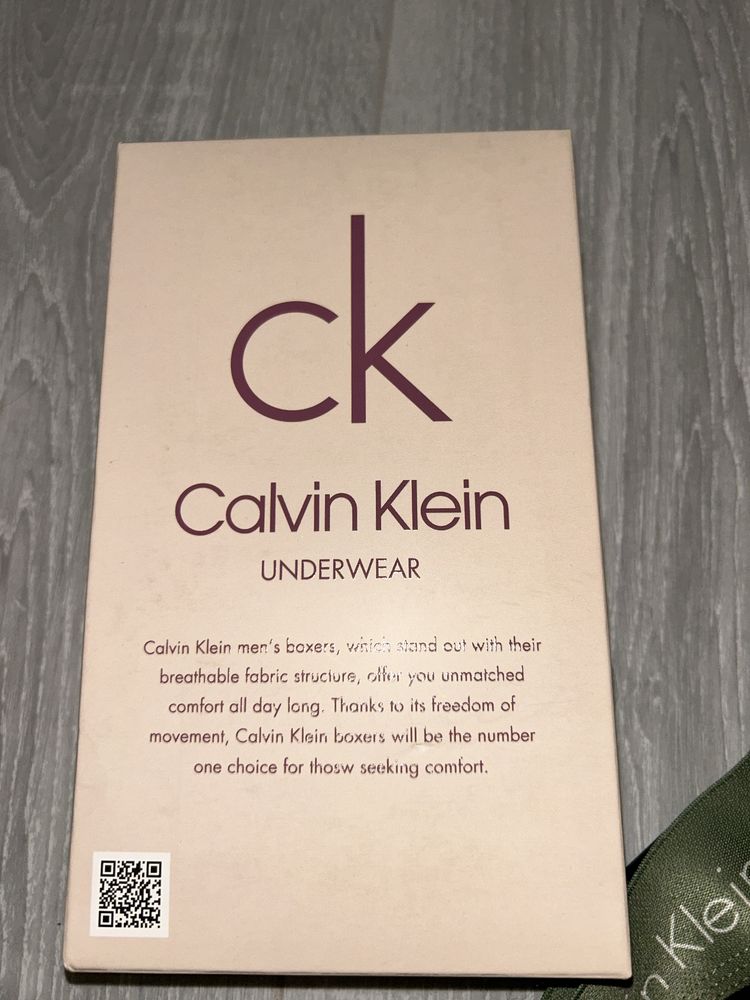 ck
Calvin Klein
UNDERWEAR
Calvin Klein men's boxers, which stand out with their
breathable fabric structure, offer you unmatched
comfort all day long. Thanks to its freedom of
movement, Calvin Klein boxers will be the number
one choice for thosw seeking comfort.
n Klein